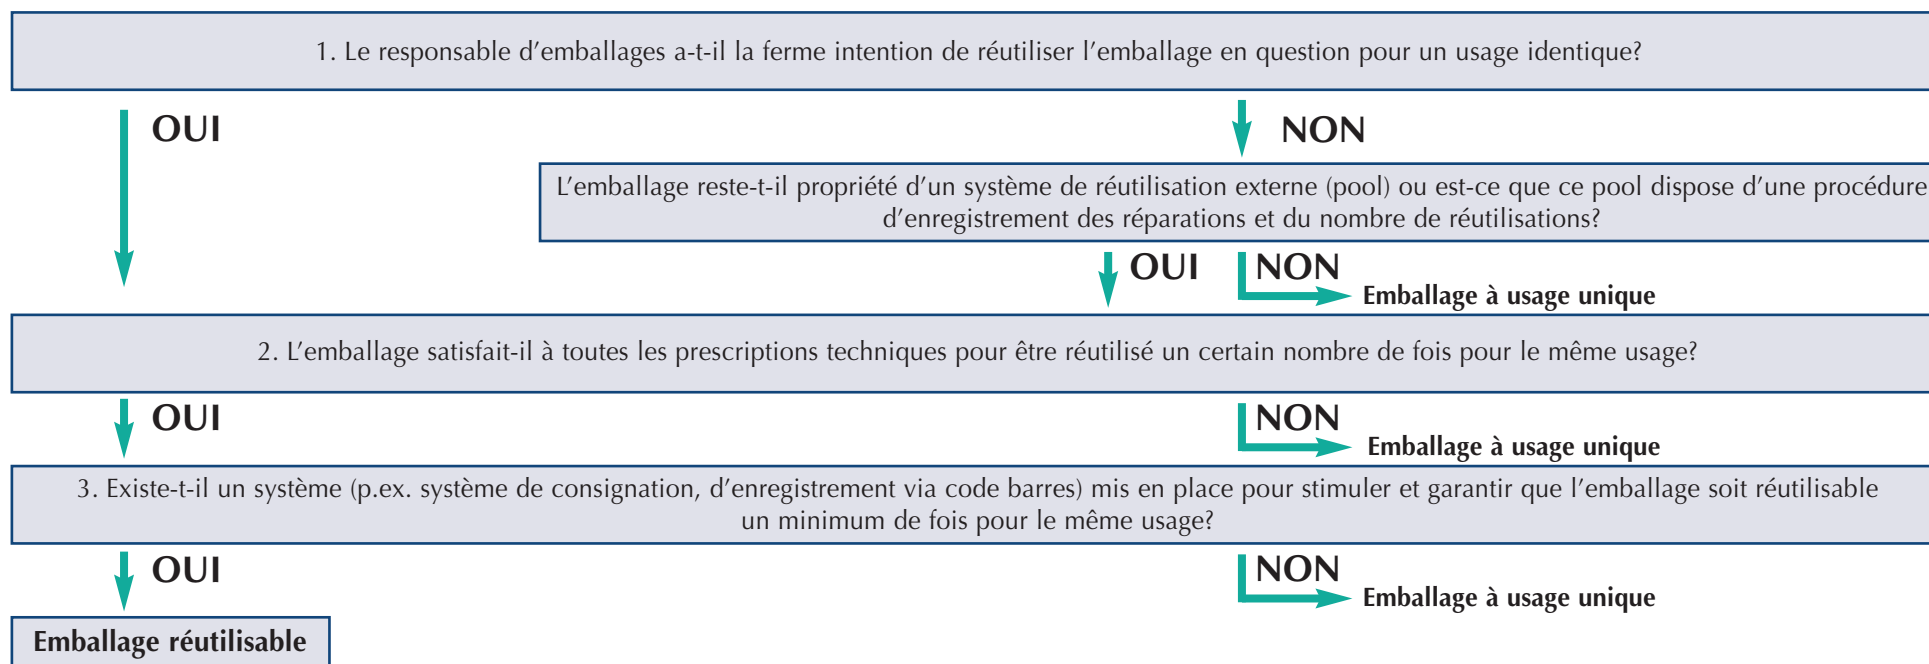 1. Le responsable d’emballages a-t-il la ferme intention de réutiliser l’emballage en question pour un usage identique?
OUI
NON
L’emballage reste-t-il propriété d’un système de réutilisation externe (pool) ou est-ce que ce pool dispose d’une procédure
d’enregistrement des réparations et du nombre de réutilisations?
OUI
NON
Emballage à usage unique
2. L’emballage satisfait-il à toutes les prescriptions techniques pour être réutilisé un certain nombre de fois pour le même usage?
OUI
NON
Emballage à usage unique
3. Existe-t-il un système (p.ex. système de consignation, d’enregistrement via code barres) mis en place pour stimuler et garantir que l’emballage soit réutilisable
un minimum de fois pour le même usage?
OUI
NON
Emballage à usage unique
Emballage réutilisable